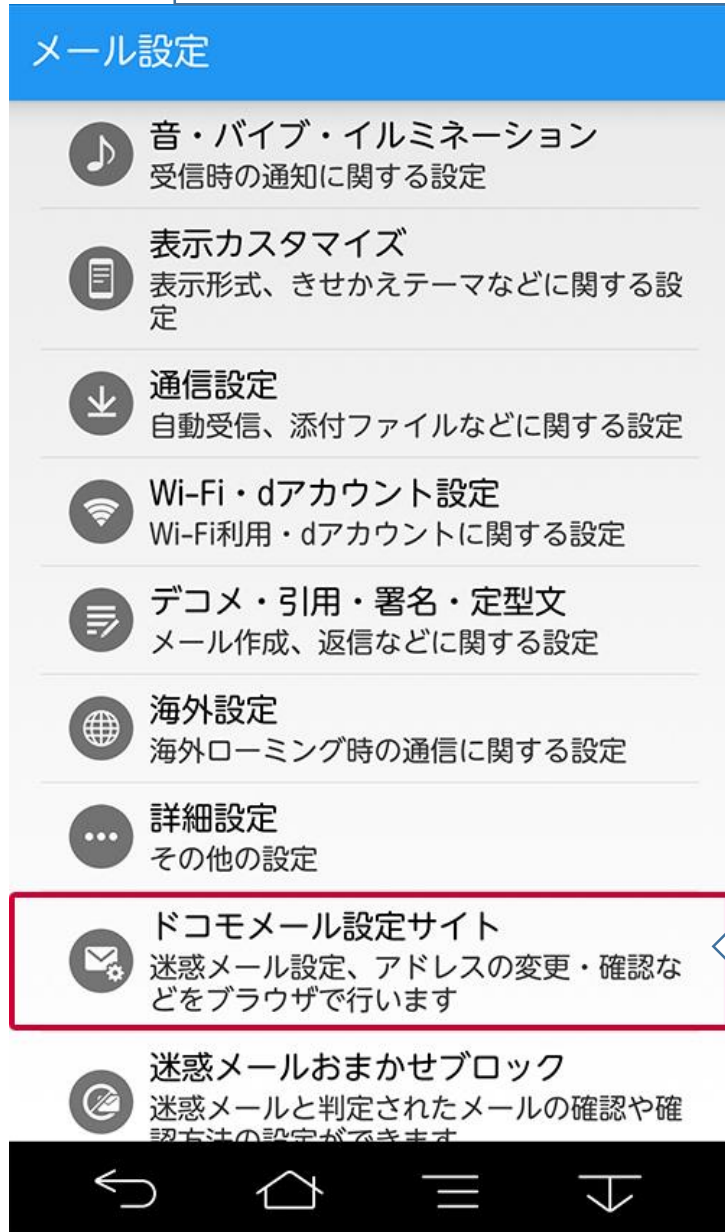 メール設定
音・バイブ・イルミネーション
受信時の通知に関する設定
表示カスタマイズ
表示形式、きせかえテーマなどに関する設
定
通信設定
自動受信、添付ファイルなどに関する設定
Wi-Fi・dアカウント設定
Wi-Fi利用・dアカウントに関する設定
デコメ・引用・署名・定型文
メール作成、返信などに関する設定
海外設定
海外ローミング時の通信に関する設定
詳細設定
その他の設定
ドコモメール設定サイト
迷惑メール設定、アドレスの変更・確認な
どをブラウザで行います
迷惑メールおまかせブロック
迷惑メールと判定されたメールの確認や確
認方法の設定ができます